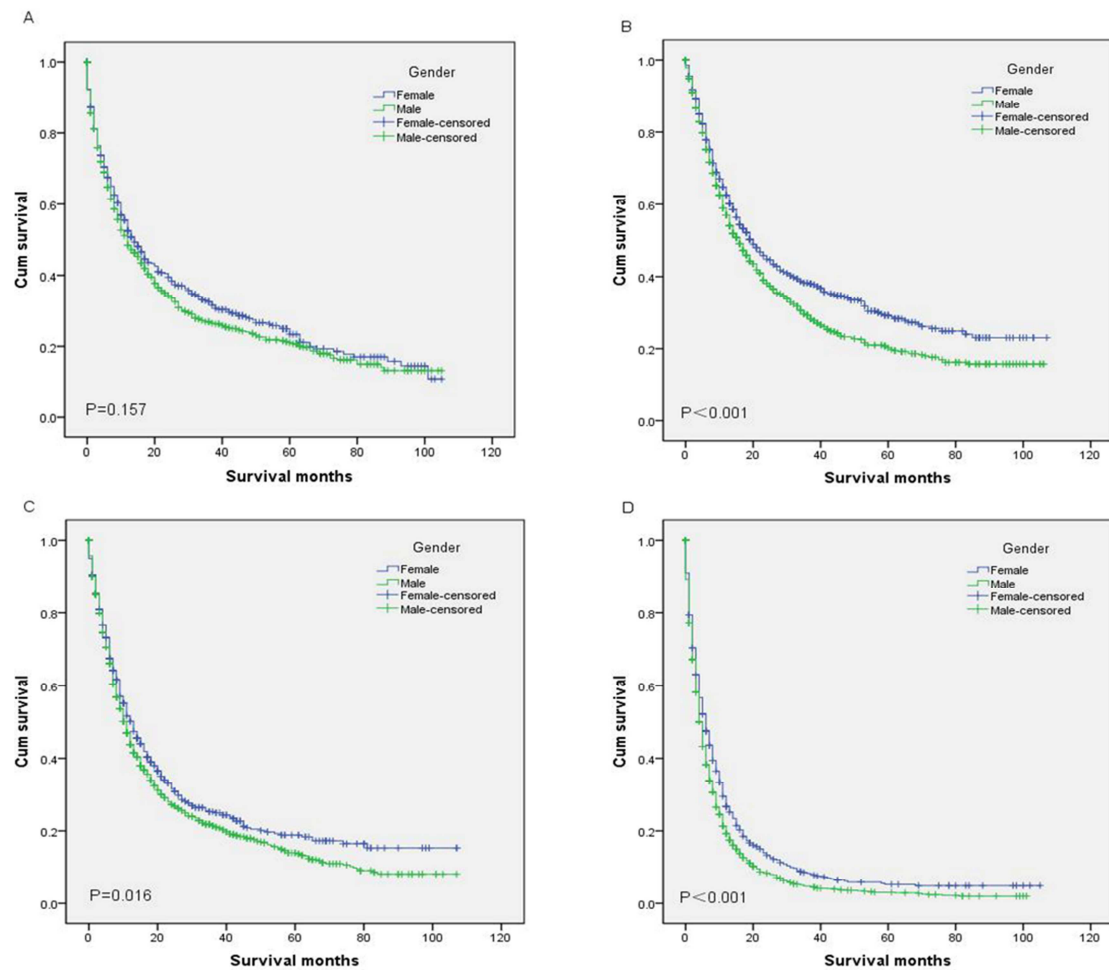 A
Gender
Female
Male
Female-censored
Male-censored
Cum survival
1.0
0.8
0.6
0.4
0.2
0.0
P=0.157
0 20 40 60 80 100 120
Survival months
B
Gender
Female
Male
Female-censored
Male-censored
Cum survival
1.0
0.8
0.6
0.4
0.2
0.0
P<0.001
0 20 40 60 80 100 120
Survival months
C
Gender
Female
Male
Female-censored
Male-censored
Cum survival
1.0
0.8
0.6
0.4
0.2
0.0
P=0.016
0 20 40 60 80 100 120
Survival months
D
Gender
Female
Male
Female-censored
Male-censored
Cum survival
1.0
0.8
0.6
0.4
0.2
0.0
P<0.001
0 20 40 60 80 100 120
Survival months